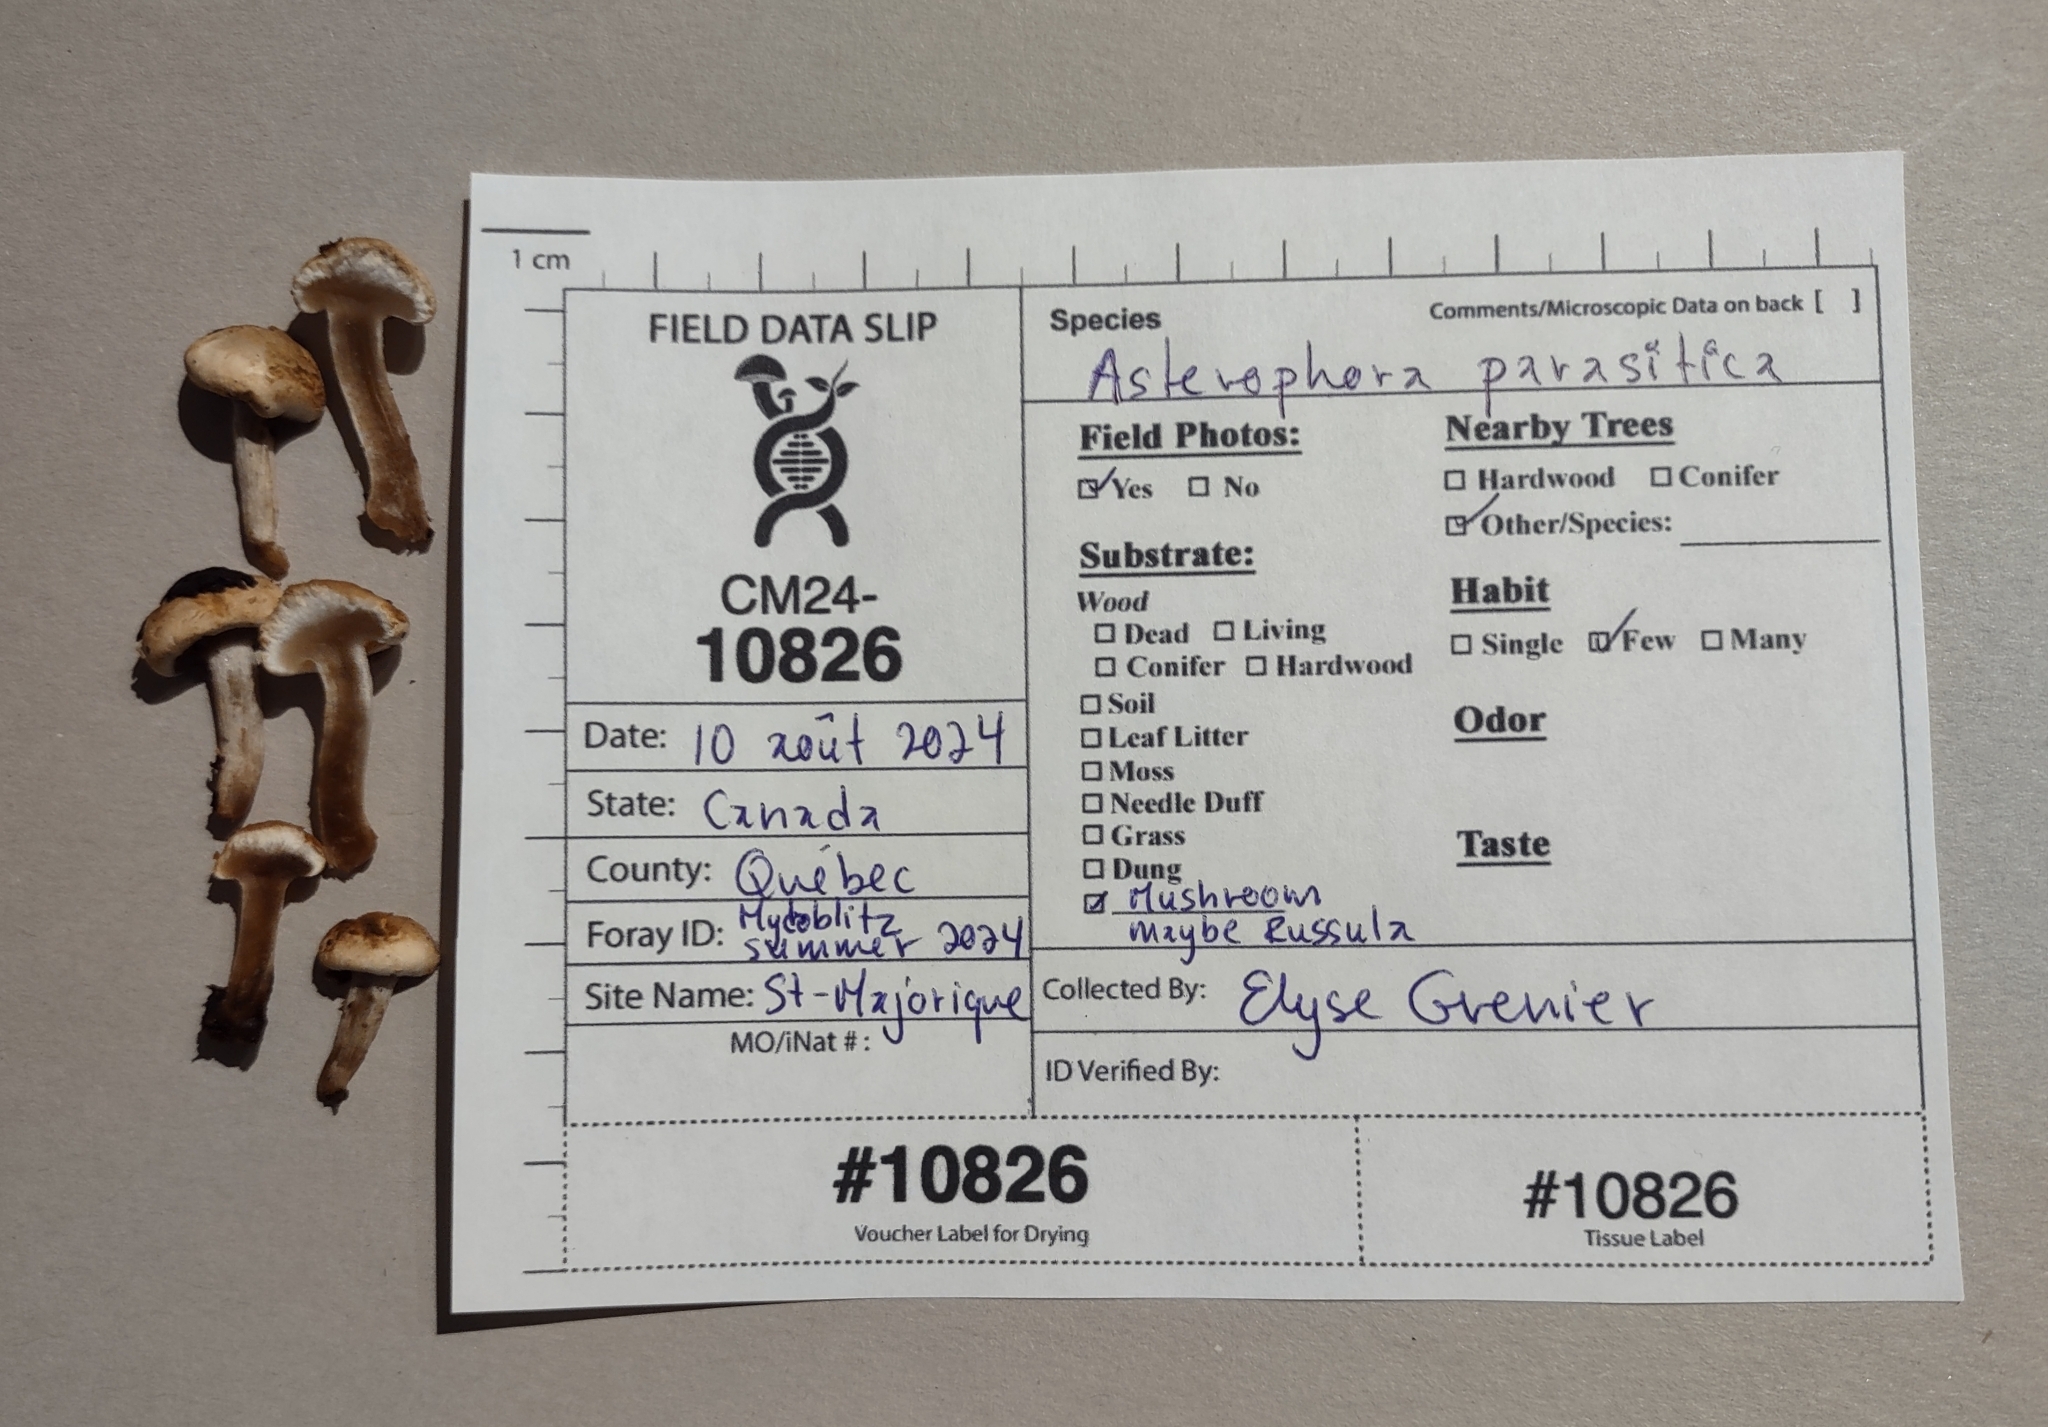 1 cm
FIELD DATA SLIP
CM24-
10826
Date: 10 août 2024
State: Canada
County: Québec
Foray ID: Mycoblitz
summer 2024
Site Name: St-Majorique
MO/iNat # :
Species
Comments/Microscopic Data on back [ ]
Asterophora parasitica
Field Photos:
Yes No
Substrate:
Wood
Dead Living
Conifer Hardwood
Soil
Leaf Litter
Moss
Needle Duff
Grass
Dung
Mushroom
maybe Russula
Nearby Trees
Hardwood Conifer
Other/Species:
Habit
Single Few Many
Odor
Taste
Collected By: Elyse Grenier
ID Verified By:
#10826
Voucher Label for Drying
#10826
Tissue Label